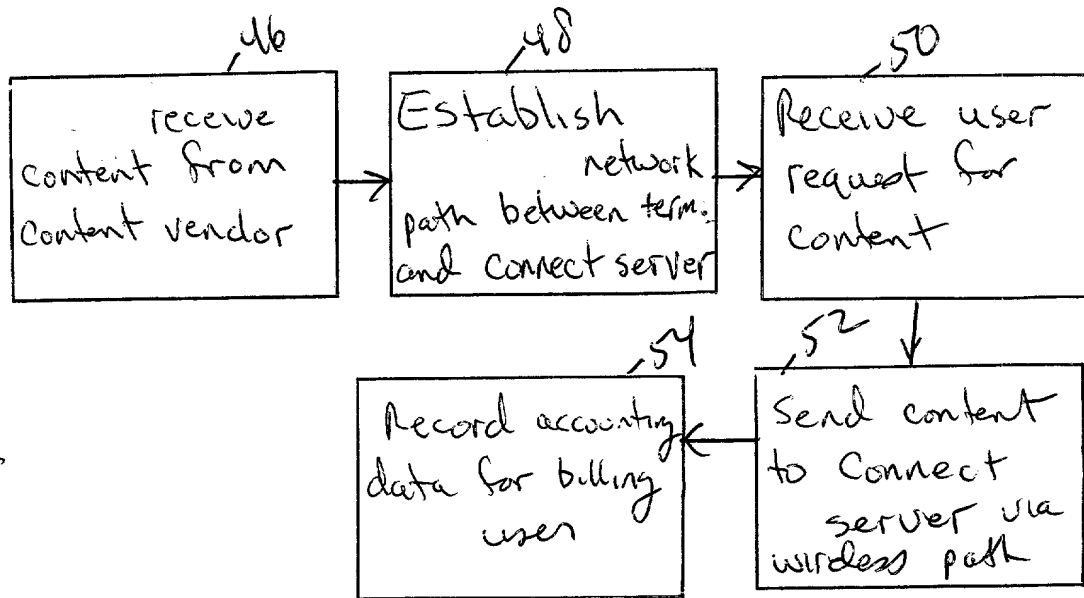 46
receive
content from
content vendor
48
Establish
network
path between term.
and connect server
50
Receive user
request for
content
52
Send content
to Connect
server via
wireless path
54
Record accounting
data for billing
user